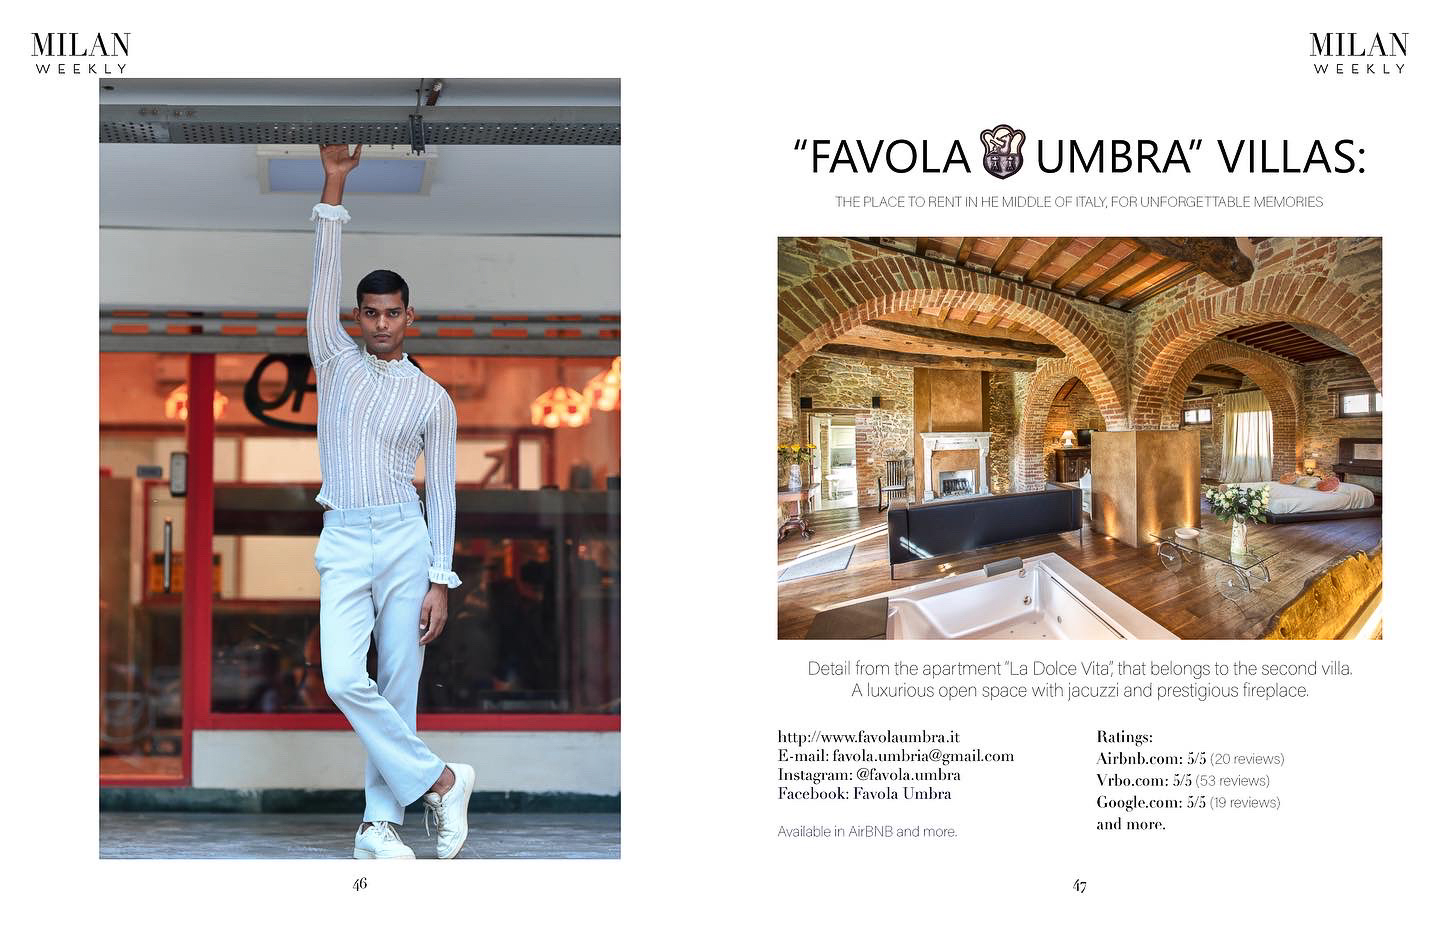 MILAN
WEEKLY
46
MILAN
WEEKLY
"FAVOLA UMBRA" VILLAS:
THE PLACE TO RENT IN HE MIDDLE OF ITALY, FOR UNFORGETTABLE MEMORIES
Detail from the apartment "La Dolce Vita", that belongs to the second villa.
A luxurious open space with jacuzzi and prestigious fireplace.
http://www.favolaumbra.it
E-mail: favola.umbria@gmail.com
Instagram: @favola.umbra
Facebook: Favola Umbra
Available in AirBNB and more.
Ratings:
Airbnb.com: 5/5 (20 reviews)
Vrbo.com: 5/5 (53 reviews)
Google.com: 5/5 (19 reviews)
and more.
47